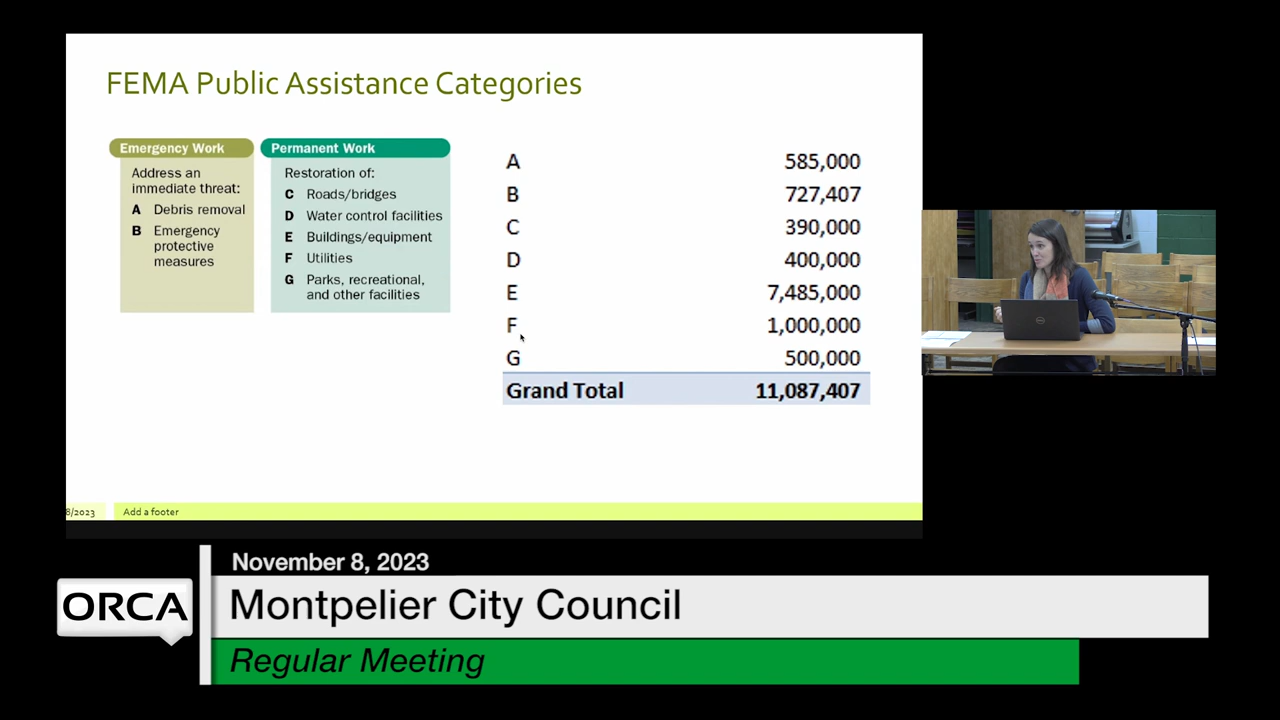 FEMA Public Assistance Categories
Emergency Work
Address an
immediate threat:
A Debris removal
B Emergency
protective
measures
Permanent Work
Restoration of:
C Roads/bridges
D Water control facilities
E Buildings/equipment
F Utilities
G Parks, recreational,
and other facilities
A 585,000
B 727,407
C 390,000
D 400,000
E 7,485,000
F 1,000,000
G 500,000
Grand Total 11,087,407
8/2023 Add a footer
November 8, 2023
ORCA
Montpelier City Council
Regular Meeting